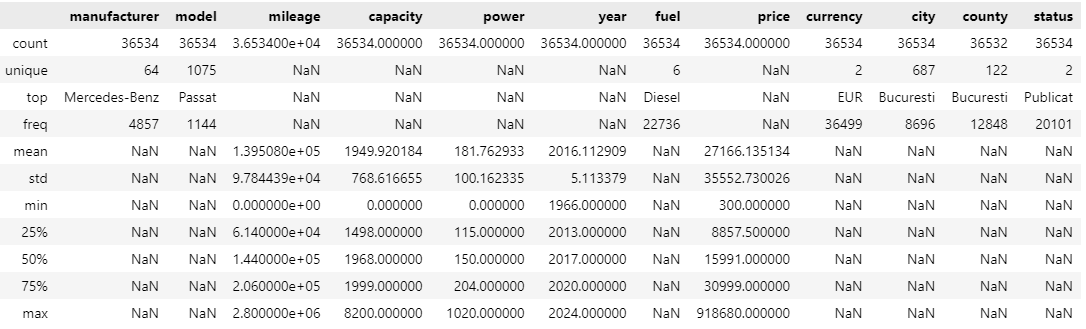 manufacturer model mileage capacity power year fuel price currency city county status
count 36534 36534 3.653400e+04 36534.000000 36534.000000 36534.000000 36534 36534.000000 36534 36534 36532 36534
unique 64 1075 NaN NaN NaN NaN 6 NaN 2 687 122 2
top Mercedes-Benz Passat NaN NaN NaN NaN Diesel NaN EUR Bucuresti Bucuresti Publicat
freq 4857 1144 NaN NaN NaN NaN 22736 NaN 36499 8696 12848 20101
mean NaN NaN 1.395080e+05 1949.920184 181.762933 2016.112909 NaN 27166.135134 NaN NaN NaN NaN
std NaN NaN 9.784439e+04 768.616655 100.162335 5.113379 NaN 35552.730026 NaN NaN NaN NaN
min NaN NaN 0.000000e+00 0.000000 0.000000 1966.000000 NaN 300.000000 NaN NaN NaN NaN
25% NaN NaN 6.140000e+04 1498.000000 115.000000 2013.000000 NaN 8857.500000 NaN NaN NaN NaN
50% NaN NaN 1.440000e+05 1968.000000 150.000000 2017.000000 NaN 15991.000000 NaN NaN NaN NaN
75% NaN NaN 2.060000e+05 1999.000000 204.000000 2020.000000 NaN 30999.000000 NaN NaN NaN NaN
max NaN NaN 2.800000e+06 8200.000000 1020.000000 2024.000000 NaN 918680.000000 NaN NaN NaN NaN